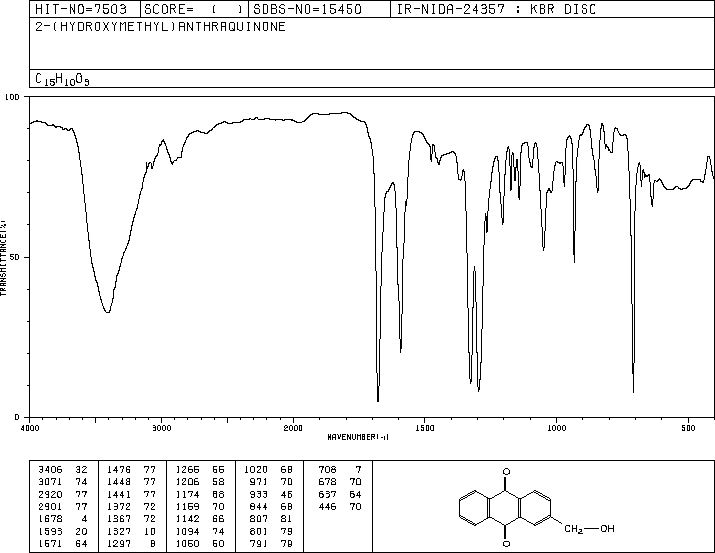 HIT-NO=7503 SCORE= ( ) SDBS-NO=15450 IR-NIDA-24357 : KBR DISC
2-(HYDROXYMETHYL)ANTHRAQUINONE
C15H10O3
100
50
0
TRANSMITTANCE(%)
4000 3000 2000 1500 1000 500
WAVENUMBER(-1)
3406 32 1476 77 1266 66 1020 68 708 7
3071 74 1448 77 1206 58 971 70 678 70
2920 77 1441 77 1174 68 933 46 637 64
2901 77 1372 72 1159 70 844 68 446 70
1678 4 1367 72 1142 66 807 81
1593 20 1327 10 1094 74 801 79
1571 64 1297 8 1050 50 791 79
O
CH2—OH
O